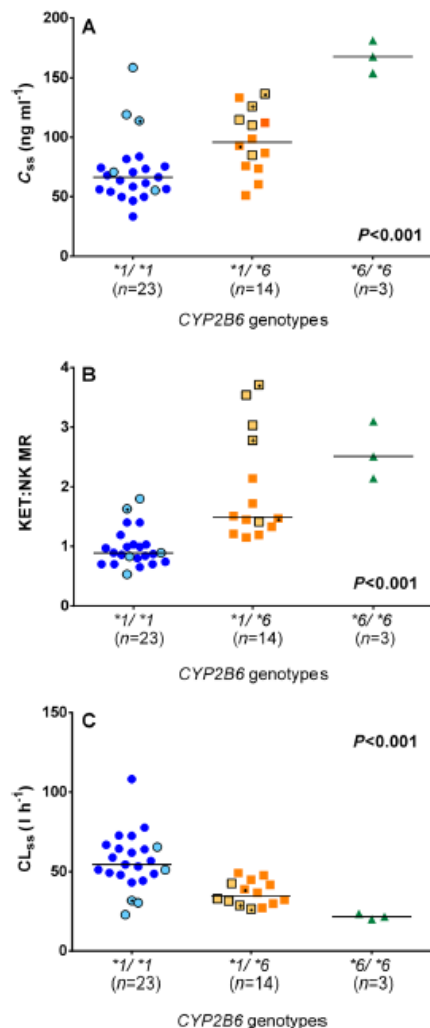 A
200
150
100
50
0
Css (ng ml-1)
P<0.001
*1/ *1 *1/ *6 *6/ *6
(n=23) (n=14) (n=3)
CYP2B6 genotypes
B
4
3
2
1
0
KET:NK MR
P<0.001
*1/ *1 *1/ *6 *6/ *6
(n=23) (n=14) (n=3)
CYP2B6 genotypes
C
150
100
50
0
CLss (l h-1)
P<0.001
*1/ *1 *1/ *6 *6/ *6
(n=23) (n=14) (n=3)
CYP2B6 genotypes